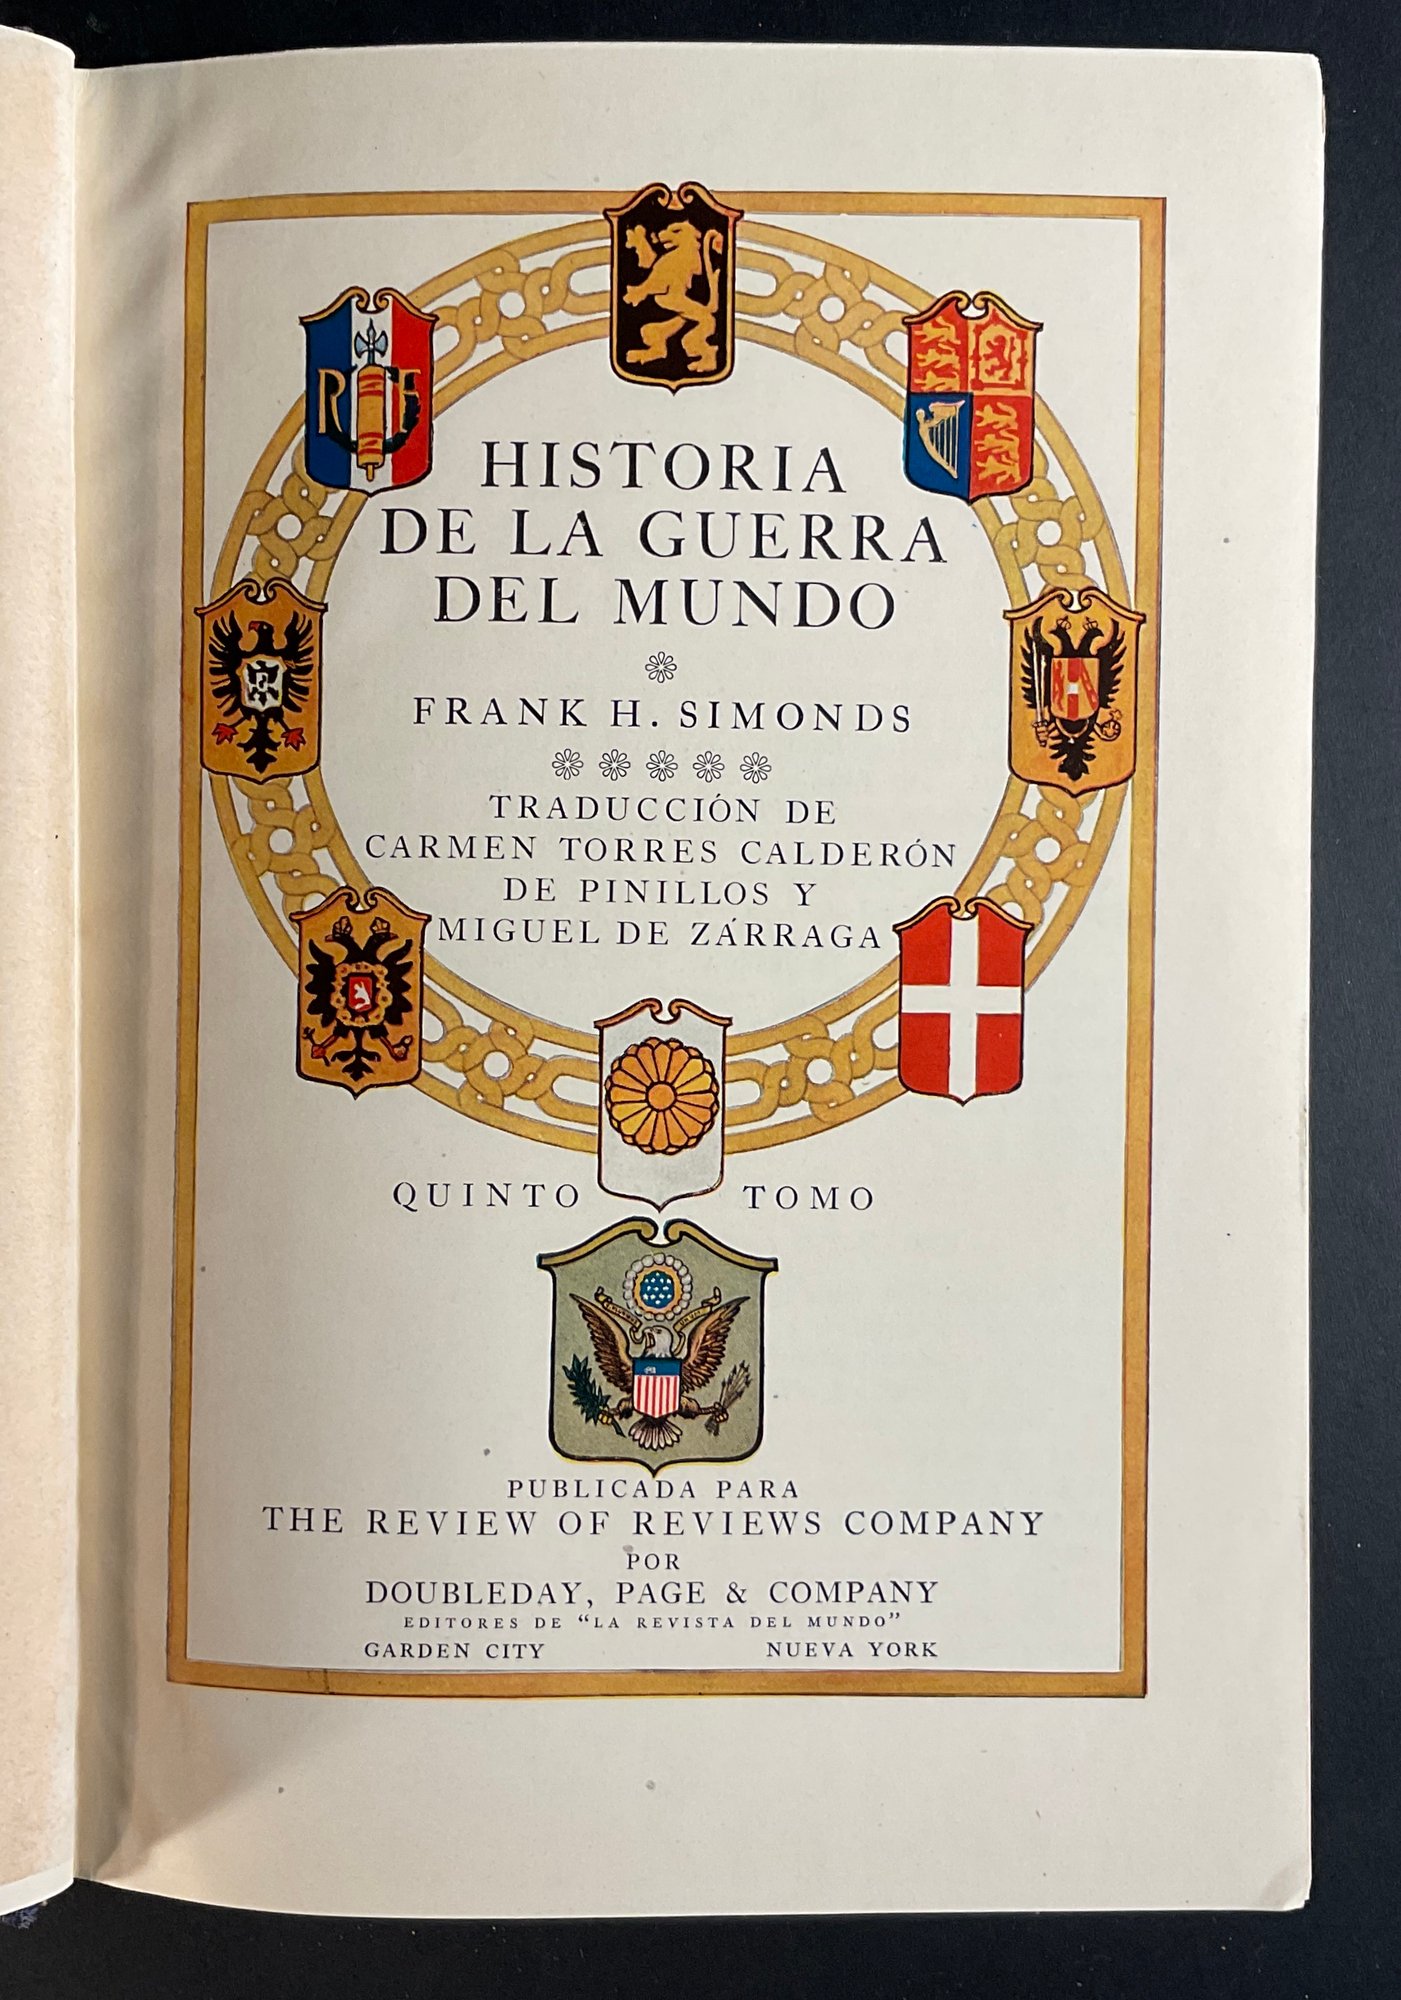 HISTORIA
DE LA GUERRA
DEL MUNDO
FRANK H. SIMONDS
TRADUCCIÓN DE
CARMEN TORRES CALDERÓN
DE PINILLOS Y
MIGUEL DE ZÁRRAGA
R F
QUINTO TOMO
PUBLICADA PARA
THE REVIEW OF REVIEWS COMPANY
POR
DOUBLEDAY, PAGE & COMPANY
EDITORES DE "LA REVISTA DEL MUNDO"
GARDEN CITY NUEVA YORK